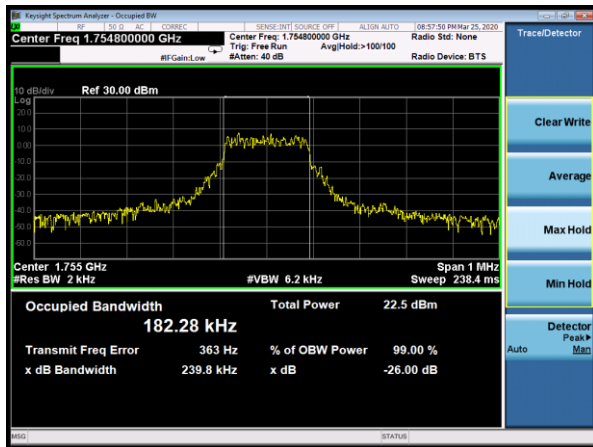 Keysight Spectrum Analyzer - Occupied BW
RF 50 Ω AC CORREC SENSE:INT SOURCE OFF ALIGN AUTO 08:57:50 PM Mar 25, 2020
Center Freq 1.754800000 GHz Center Freq: 1.754800000 GHz Radio Std: None Trace/Detector
Trig: Free Run Avg|Hold:>100/100
#IFGain:Low #Atten: 40 dB Radio Device: BTS
10 dB/div Ref 30.00 dBm
Log
20.0
10.0
0.00
-10.0
-20.0
-30.0
-40.0
-50.0
-60.0
Clear Write
Average
Max Hold
Min Hold
Center 1.755 GHz Span 1 MHz
#Res BW 2 kHz #VBW 6.2 kHz Sweep 238.4 ms
Occupied Bandwidth Total Power 22.5 dBm
182.28 kHz
Transmit Freq Error 363 Hz % of OBW Power 99.00 %
x dB Bandwidth 239.8 kHz x dB -26.00 dB
Detector
Peak▶
Auto Man
MSG STATUS